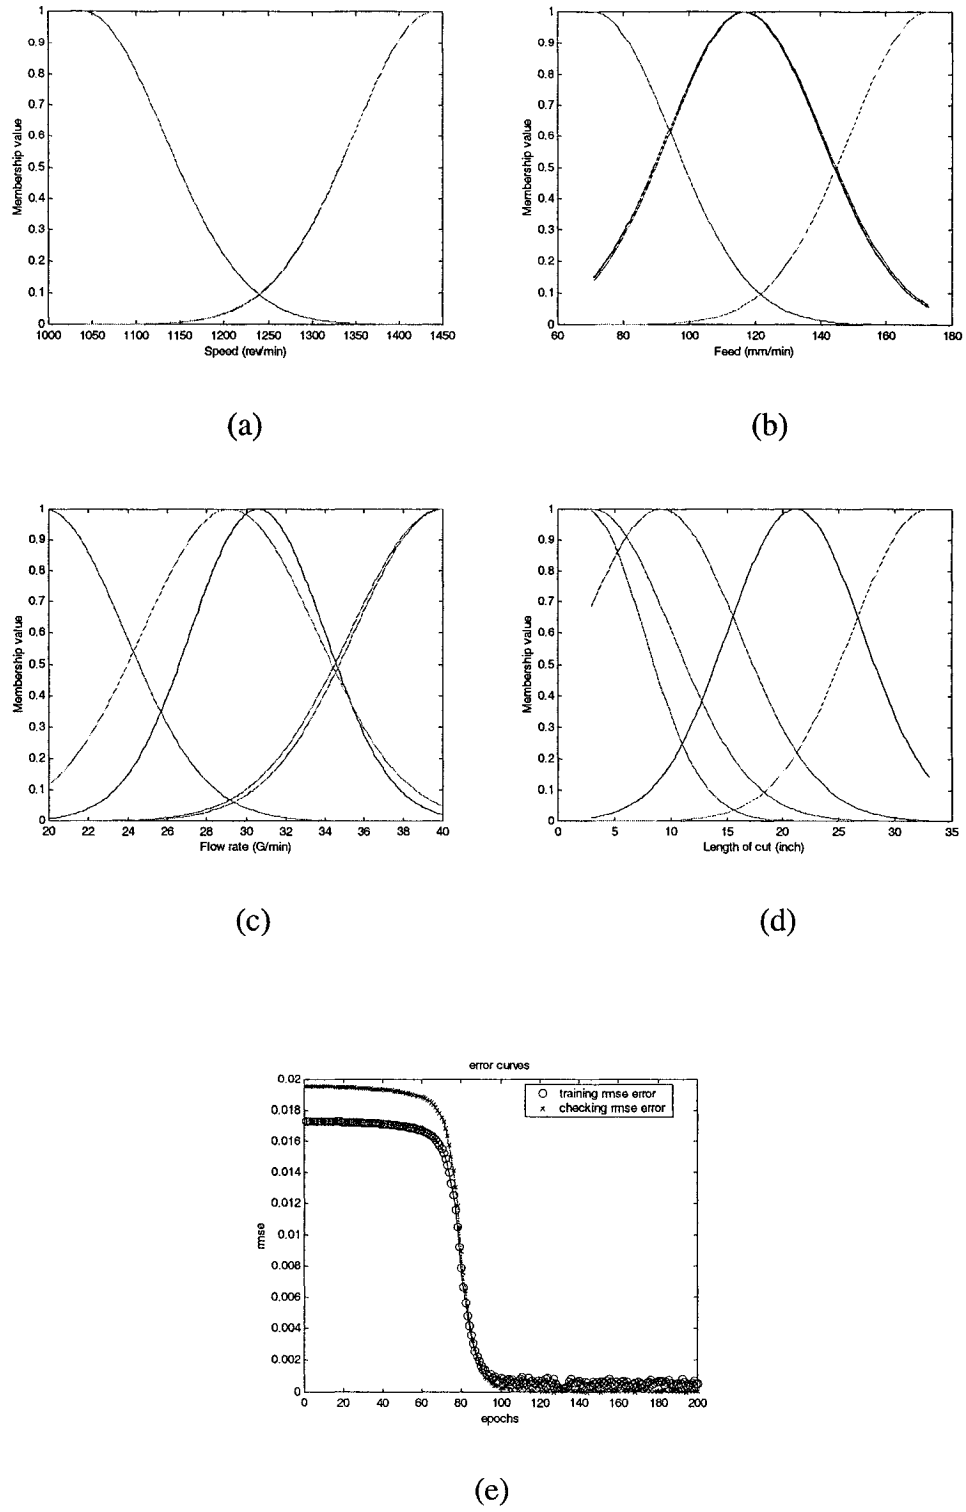 1
0.9
0.8
0.7
0.6
0.5
0.4
0.3
0.2
0.1
0
Membership value
1000 1050 1100 1150 1200 1250 1300 1350 1400 1450
Speed (rev/min)
(a)
1
0.9
0.8
0.7
0.6
0.5
0.4
0.3
0.2
0.1
0
Membership value
60 80 100 120 140 160 180
Feed (mm/min)
(b)
1
0.9
0.8
0.7
0.6
0.5
0.4
0.3
0.2
0.1
0
Membership value
20 22 24 26 28 30 32 34 36 38 40
Flow rate (G/min)
(c)
1
0.9
0.8
0.7
0.6
0.5
0.4
0.3
0.2
0.1
0
Membership value
0 5 10 15 20 25 30 35
Length of cut (inch)
(d)
error curves
0.02
0.018
0.016
0.014
0.012
0.01
0.008
0.006
0.004
0.002
0
rmse
training rmse error
checking rmse error
0 20 40 60 80 100 120 140 160 180 200
epochs
(e)